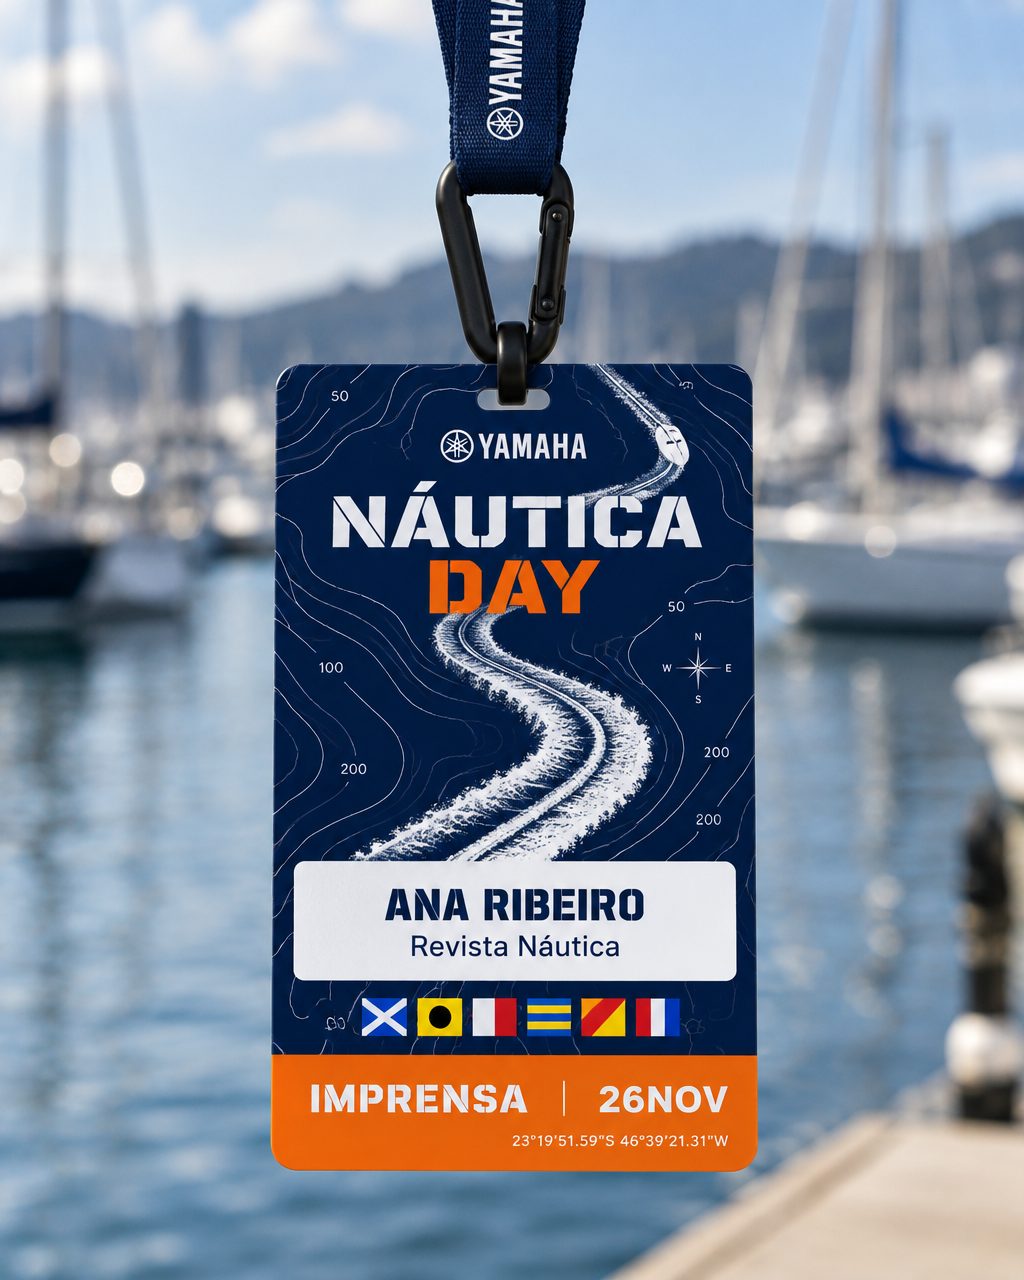 YAMAHA
50
YAMAHA
NÁUTICA
DAY
50
N
W E
S
100
200
200
200
ANA RIBEIRO
Revista Náutica
IMPRENSA | 26NOV
23°19'51.59"S 46°39'21.31"W